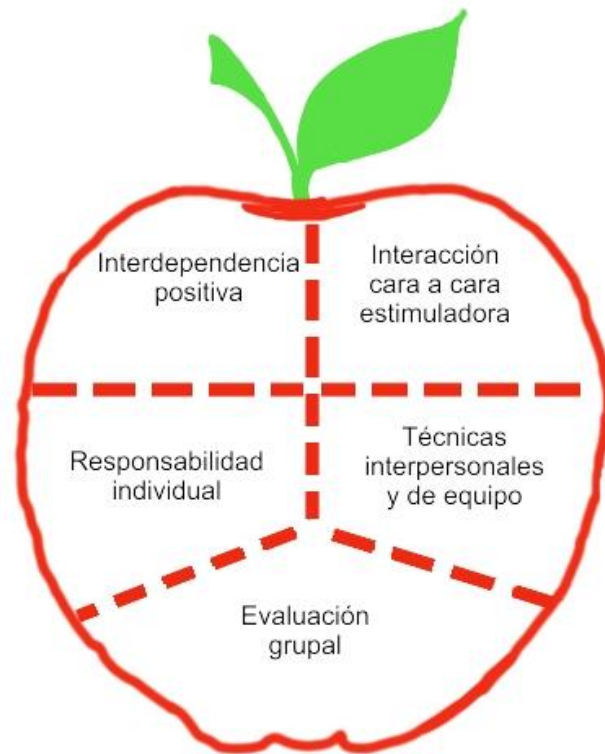 Interdependencia
positiva
Interacción
cara a cara
estimuladora
Responsabilidad
individual
Técnicas
interpersonales
y de equipo
Evaluación
grupal